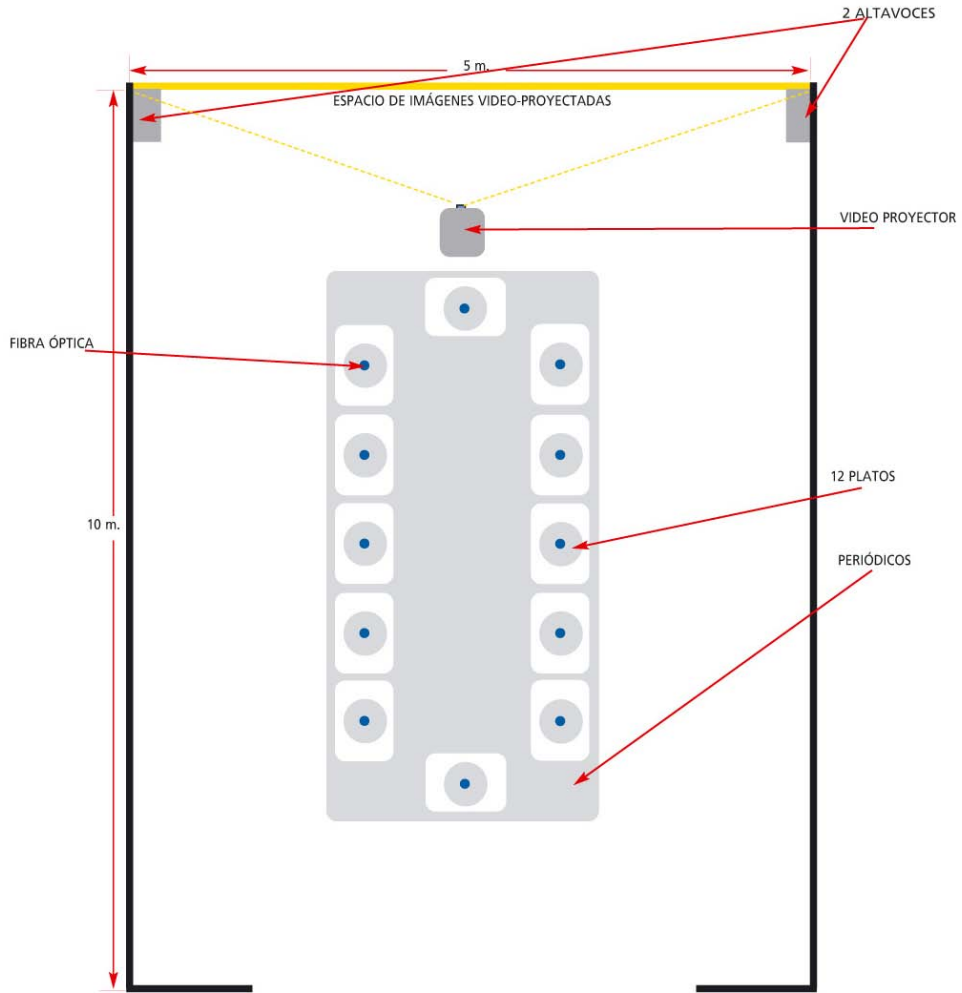 2 ALTAVOCES
5 m.
ESPACIO DE IMÁGENES VIDEO-PROYECTADAS
VIDEO PROYECTOR
FIBRA ÓPTICA
12 PLATOS
10 m.
PERIÓDICOS